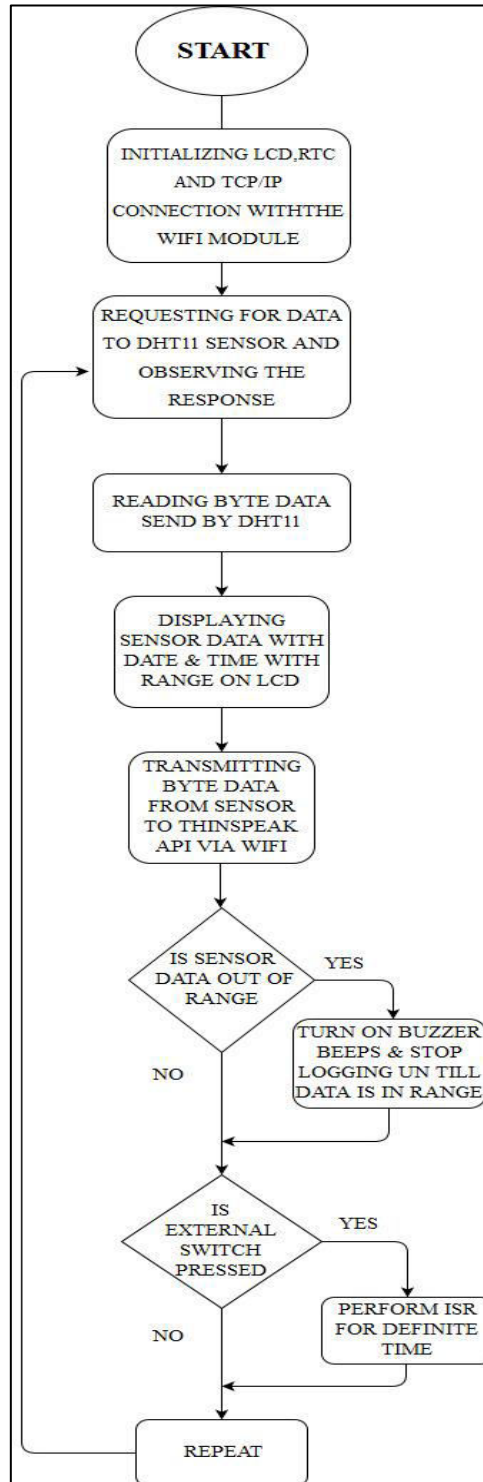 START
INITIALIZING LCD,RTC
AND TCP/IP
CONNECTION WITHTHE
WIFI MODULE
REQUESTING FOR DATA
TO DHT11 SENSOR AND
OBSERVING THE
RESPONSE
READING BYTE DATA
SEND BY DHT11
DISPLAYING
SENSOR DATA WITH
DATE & TIME WITH
RANGE ON LCD
TRANSMITTING
BYTE DATA
FROM SENSOR
TO THINSPEAK
API VIA WIFI
IS SENSOR
DATA OUT OF
RANGE
YES
TURN ON BUZZER
BEEPS & STOP
LOGGING UN TILL
DATA IS IN RANGE
NO
IS
EXTERNAL
SWITCH
PRESSED
YES
PERFORM ISR
FOR DEFINITE
TIME
NO
REPEAT